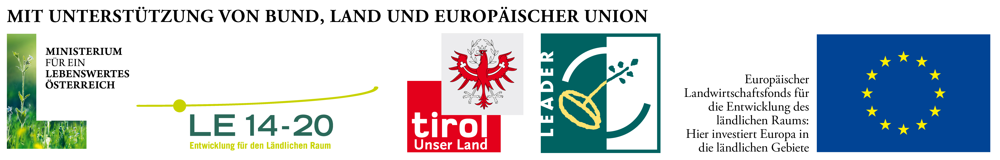 MIT UNTERSTÜTZUNG VON BUND, LAND UND EUROPÄISCHER UNION
MINISTERIUM
FÜR EIN
LEBENSWERTES
ÖSTERREICH
LE 14-20
Entwicklung für den Ländlichen Raum
tirol
Unser Land
LEADER
Europäischer
Landwirtschaftsfonds für
die Entwicklung des
ländlichen Raums:
Hier investiert Europa in
die ländlichen Gebiete